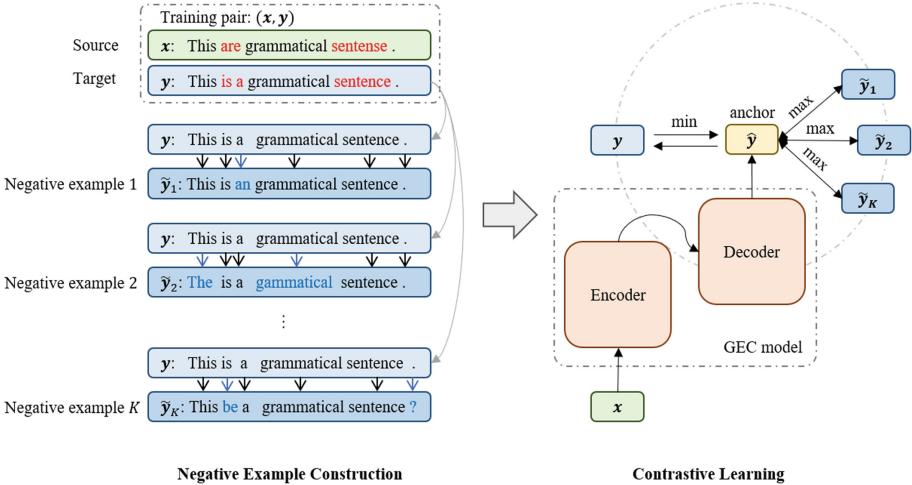 Training pair: (x, y)
Source
x: This are grammatical sentense .
Target
y: This is a grammatical sentence .
y: This is a grammatical sentence .
Negative example 1
ỹ₁: This is an grammatical sentence .
y: This is a grammatical sentence .
Negative example 2
ỹ₂: The is a gammatical sentence .
⋮
y: This is a grammatical sentence .
Negative example K
ỹ_K: This be a grammatical sentence ?
Negative Example Construction
y
min
anchor
ŷ
max
max
max
ỹ₁
ỹ₂
ỹ_K
Decoder
Encoder
GEC model
x
Contrastive Learning